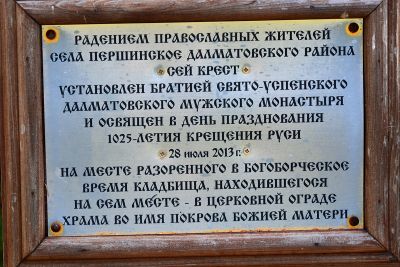 РАДЕНИЕМ ПРАВОСЛАВНЫХ ЖИТЕЛЕЙ
СЕЛА ПЕРШИНСКОЕ ДАЛМАТОВСКОГО РАЙОНА
СЕЙ КРЕСТ
УСТАНОВЛЕН БРАТИЕЙ СВЯТО-УСПЕНСКОГО
ДАЛМАТОВСКОГО МУЖСКОГО МОНАСТЫРЯ
И ОСВЯЩЕН В ДЕНЬ ПРАЗДНОВАНИЯ
1025-ЛЕТИЯ КРЕЩЕНИЯ РУСИ
28 ИЮЛЯ 2013 Г.
НА МЕСТЕ РАЗОРЕННОГО В БОГОБОРЧЕСКОЕ
ВРЕМЯ КЛАДБИЩА, НАХОДИВШЕГОСЯ
НА СЕМ МЕСТЕ - В ЦЕРКОВНОЙ ОГРАДЕ
ХРАМА ВО ИМЯ ПОКРОВА БОЖИЕЙ МАТЕРИ